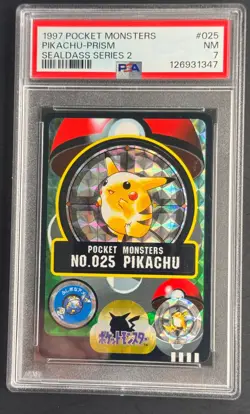 1997 POCKET MONSTERS #025
PIKACHU-PRISM NM
SEALDASS SERIES 2 PSA 7
126931347
POCKET MONSTERS
NO.025 PIKACHU
ポケットモンスター